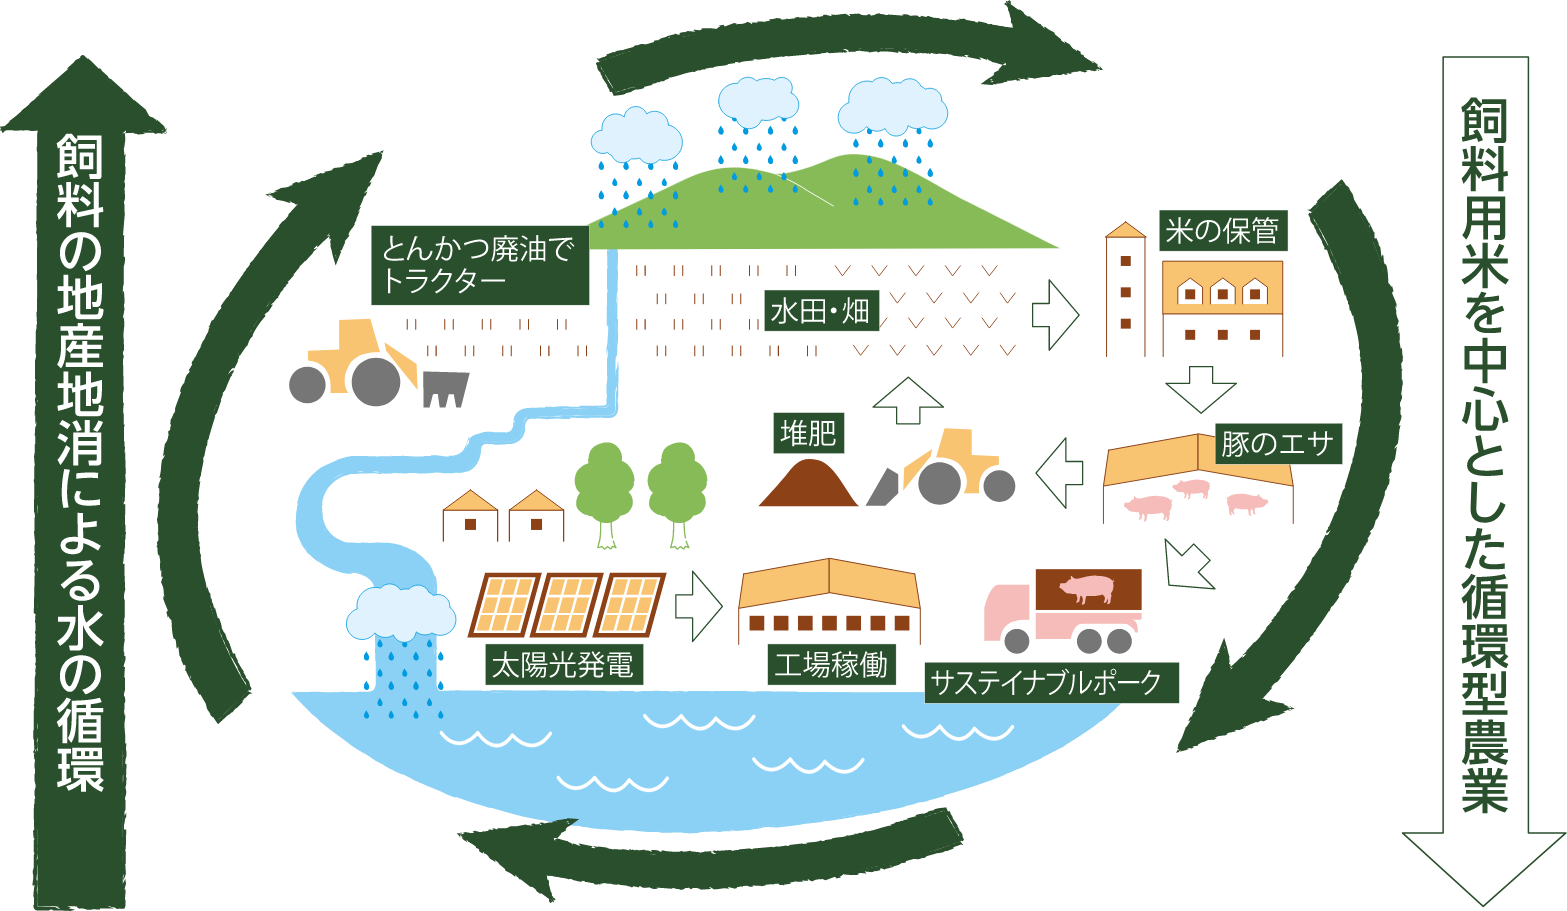 飼料の地産地消による水の循環
とんかつ廃油で
トラクター
水田・畑
米の保管
堆肥
豚のエサ
太陽光発電
工場稼働
サステイナブルポーク
飼料用米を中心とした循環型農業